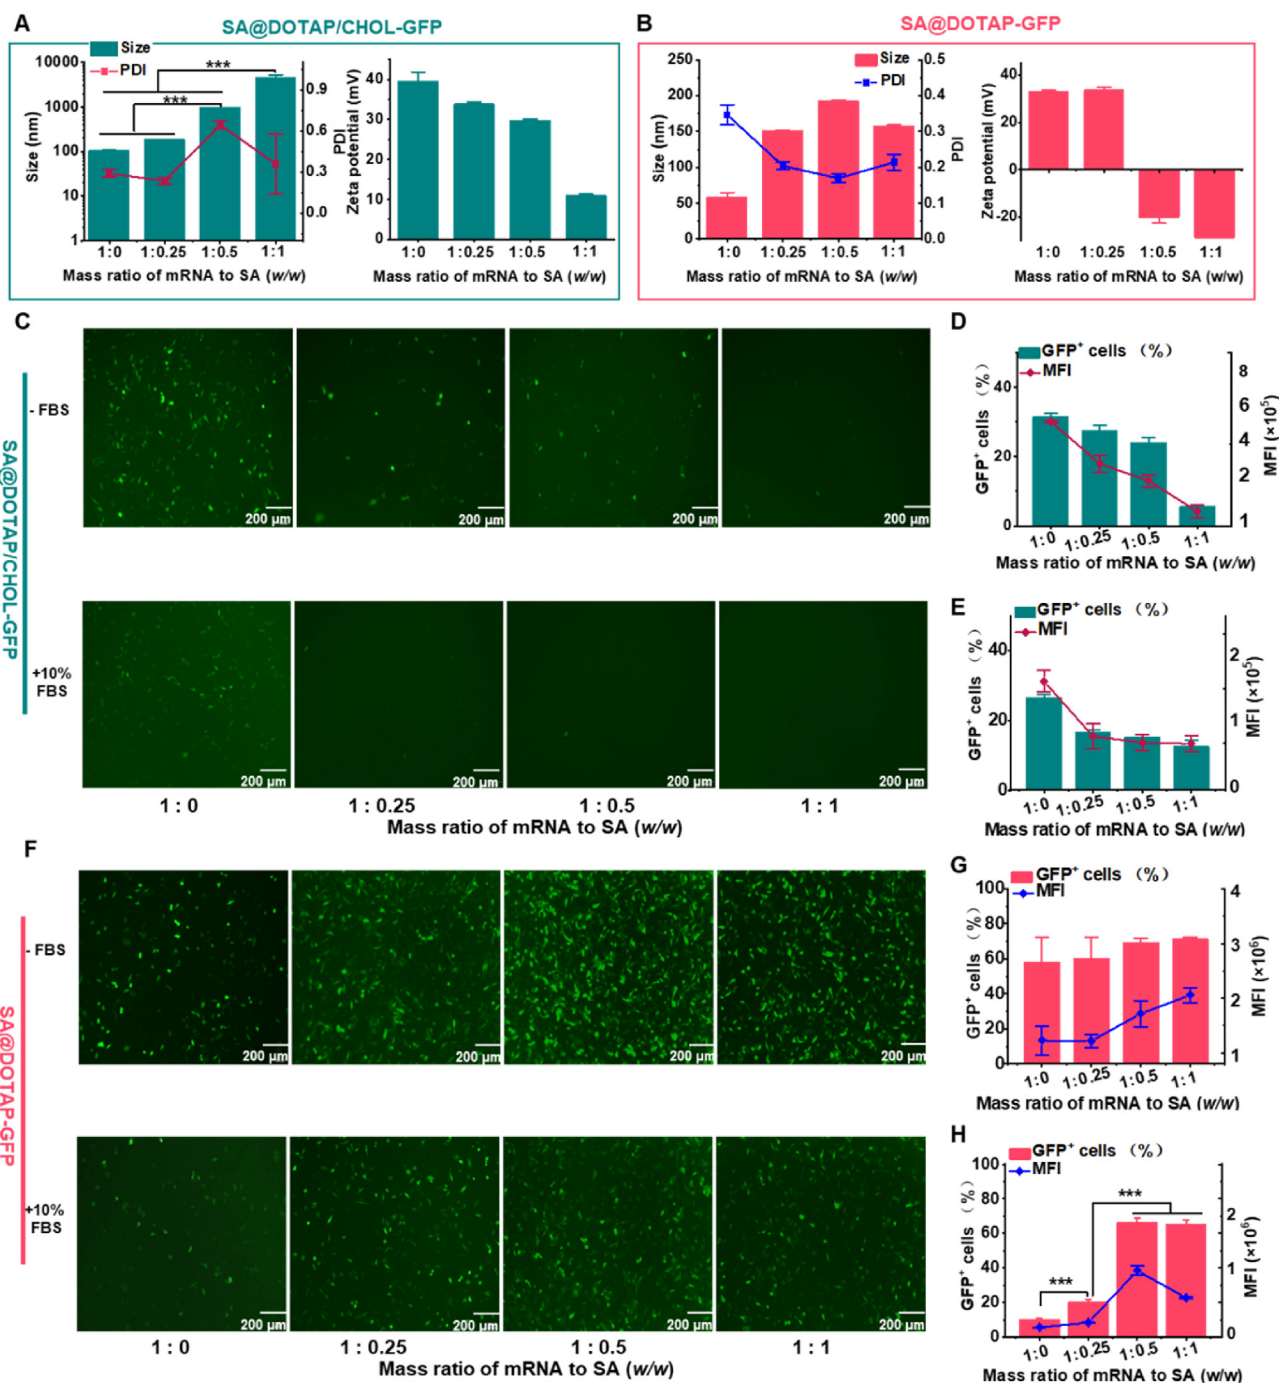 A
SA@DOTAP/CHOL-GFP
Size
PDI
***
***
10000
1000
100
10
1
Size (nm)
0.9
0.6
0.3
0.0
PDI
1:0 1:0.25 1:0.5 1:1
Mass ratio of mRNA to SA (w/w)
Zeta potential (mV)
40
30
20
10
0
1:0 1:0.25 1:0.5 1:1
Mass ratio of mRNA to SA (w/w)
B
SA@DOTAP-GFP
Size
PDI
250
200
150
100
50
0
Size (nm)
0.5
0.4
0.3
0.2
0.1
0.0
PDI
1:0 1:0.25 1:0.5 1:1
Mass ratio of mRNA to SA (w/w)
Zeta potential (mV)
40
20
0
-20
1:0 1:0.25 1:0.5 1:1
Mass ratio of mRNA to SA (w/w)
C
SA@DOTAP/CHOL-GFP
- FBS
200 μm
200 μm
200 μm
200 μm
+10%
FBS
200 μm
200 μm
200 μm
200 μm
1 : 0 1 : 0.25 1 : 0.5 1 : 1
Mass ratio of mRNA to SA (w/w)
D
GFP⁺ cells （%）
MFI
GFP⁺ cells （%）
40
20
0
8
6
4
2
1
MFI (×10⁵)
1:0 1:0.25 1:0.5 1:1
Mass ratio of mRNA to SA (w/w)
E
GFP⁺ cells （%）
MFI
GFP⁺ cells （%）
40
20
0
2
1
0
MFI (×10⁵)
1:0 1:0.25 1:0.5 1:1
Mass ratio of mRNA to SA (w/w)
F
SA@DOTAP-GFP
- FBS
200 μm
200 μm
200 μm
200 μm
+10%
FBS
200 μm
200 μm
200 μm
200 μm
1 : 0 1 : 0.25 1 : 0.5 1 : 1
Mass ratio of mRNA to SA (w/w)
G
GFP⁺ cells （%）
MFI
GFP⁺ cells （%）
100
80
60
40
20
0
4
3
2
1
MFI (×10⁶)
1:0 1:0.25 1:0.5 1:1
Mass ratio of mRNA to SA (w/w)
H
GFP⁺ cells （%）
MFI
***
***
GFP⁺ cells （%）
100
80
60
40
20
0
2
1
0
MFI (×10⁶)
1:0 1:0.25 1:0.5 1:1
Mass ratio of mRNA to SA (w/w)